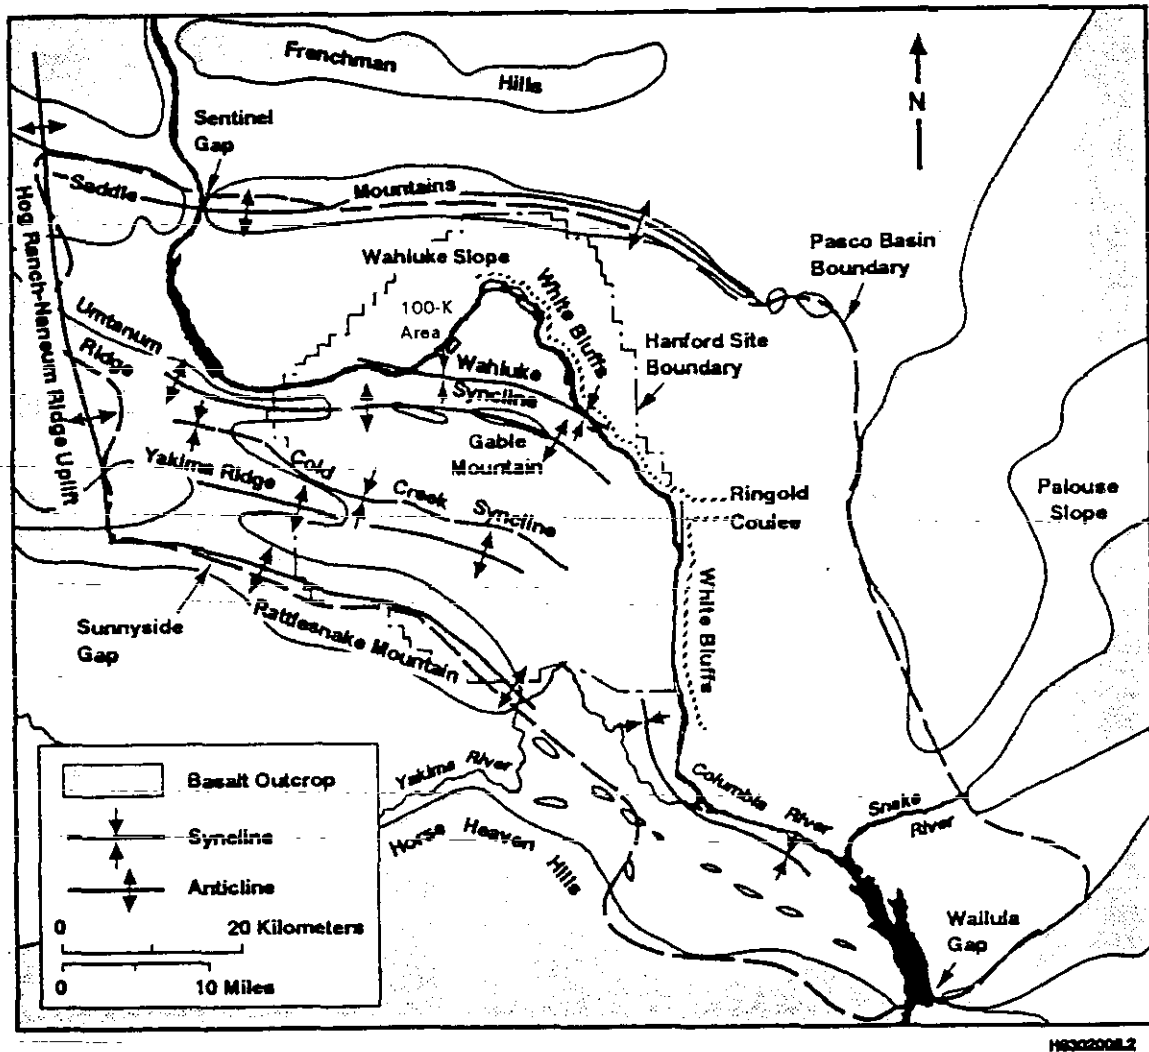 Frenchman
Hills
N
Sentinel
Gap
Saddle
Mountains
Hog Ranch-Naneum Ridge Uplift
Pasco Basin
Boundary
Wahluke Slope
White Bluffs
100-K
Area
Umtanum
Ridge
Hanford Site
Boundary
Wahluke
Syncline
Gable
Mountain
Cold
Creek
Syncline
Yakima Ridge
Ringold
Coulee
Palouse
Slope
White Bluffs
Sunnyside
Gap
Rattlesnake Mountain
Yakima River
Columbia River
Snake
River
Horse Heaven
Hills
Wallula
Gap
Basalt Outcrop
Syncline
Anticline
0 20 Kilometers
0 10 Miles
H9302008.2